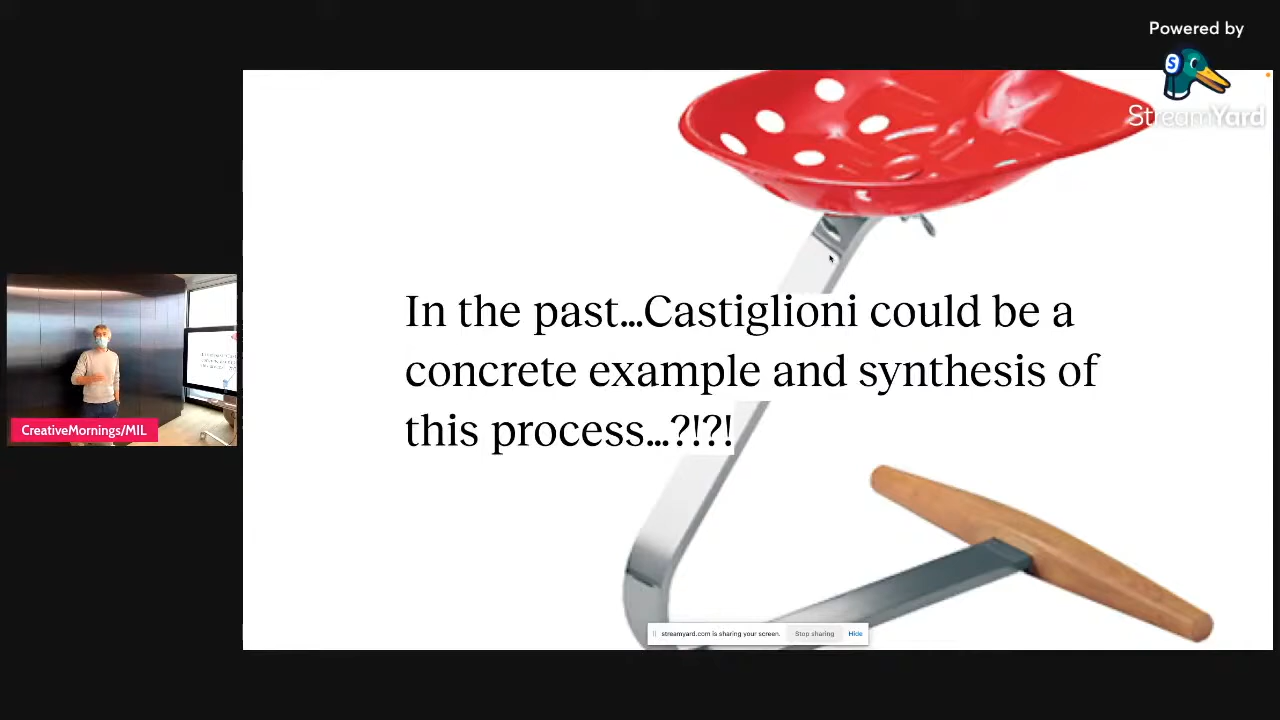 Powered by
S
StreamYard
In the past...Castiglioni could be a
concrete example and synthesis of
this process...?!?!
CreativeMornings/MIL
streamyard.com is sharing your screen.
Stop sharing
Hide